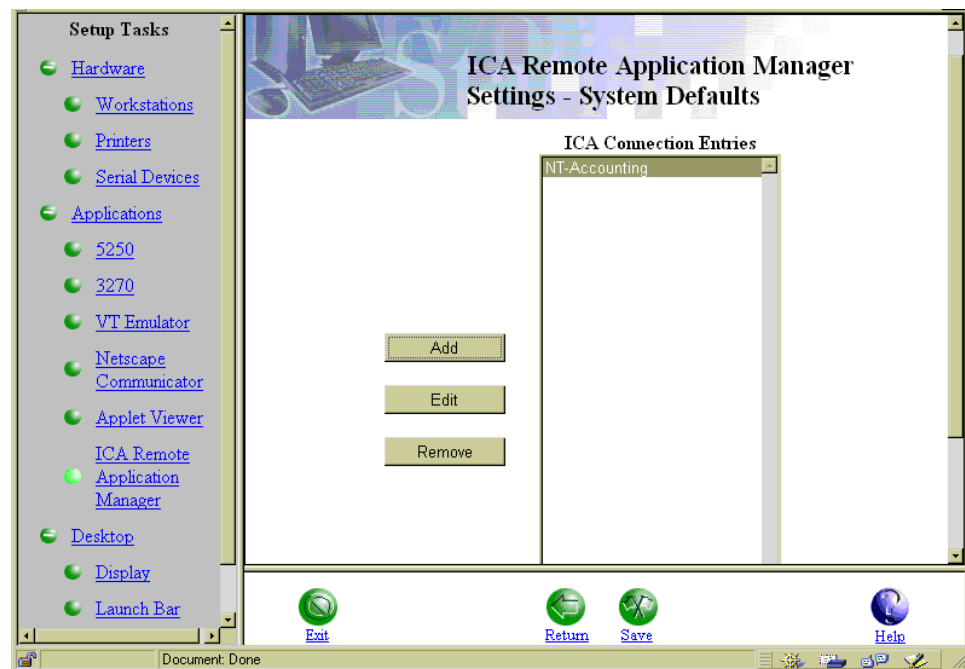 Setup Tasks
Hardware
Workstations
Printers
Serial Devices
Applications
5250
3270
VT Emulator
Netscape
Communicator
Applet Viewer
ICA Remote
Application
Manager
Desktop
Display
Launch Bar
ICA Remote Application Manager
Settings - System Defaults
ICA Connection Entries
NT-Accounting
Add
Edit
Remove
Exit
Return
Save
Help
Document: Done